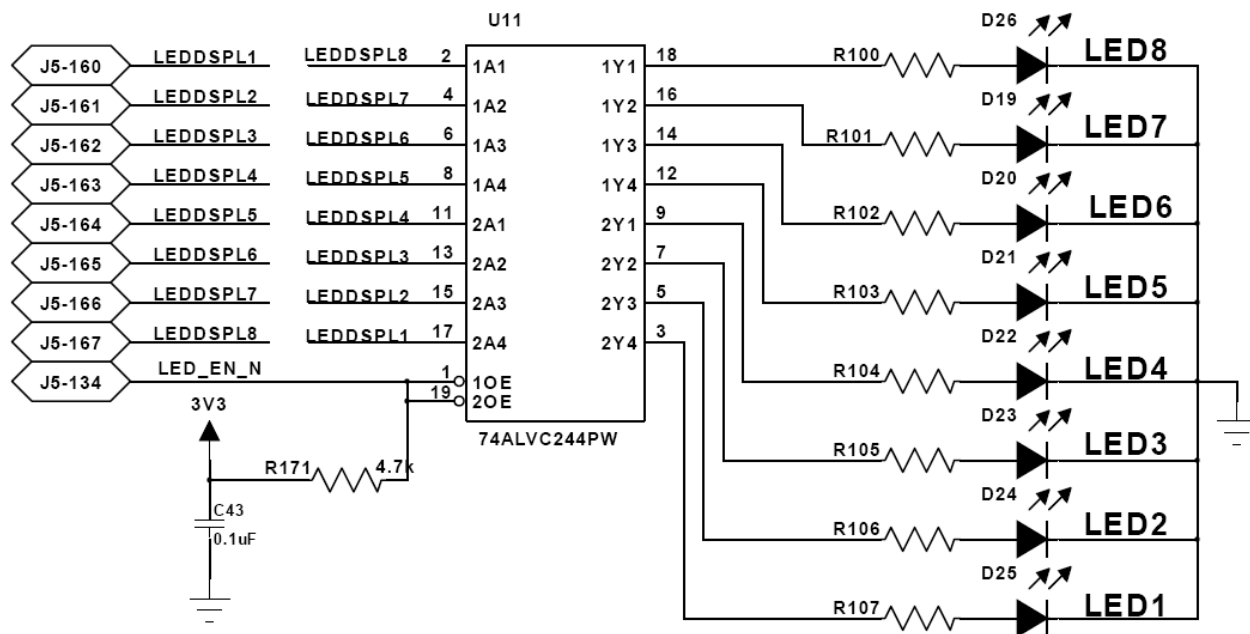 U11 D26
J5-160 LEDDSPL1 LEDDSPL8 2 1A1 1Y1 18 R100 LED8
J5-161 LEDDSPL2 LEDDSPL7 4 1A2 1Y2 16 D19
J5-162 LEDDSPL3 LEDDSPL6 6 1A3 1Y3 14 R101 LED7
J5-163 LEDDSPL4 LEDDSPL5 8 1A4 1Y4 12 D20
J5-164 LEDDSPL5 LEDDSPL4 11 2A1 2Y1 9 R102 LED6
J5-165 LEDDSPL6 LEDDSPL3 13 2A2 2Y2 7 D21
J5-166 LEDDSPL7 LEDDSPL2 15 2A3 2Y3 5 R103 LED5
J5-167 LEDDSPL8 LEDDSPL1 17 2A4 2Y4 3 D22
J5-134 LED_EN_N 1 1OE R104 LED4
3V3 19 2OE
74ALVC244PW D23
R171 4.7k R105 LED3
C43 D24
0.1uF R106 LED2
D25
R107 LED1